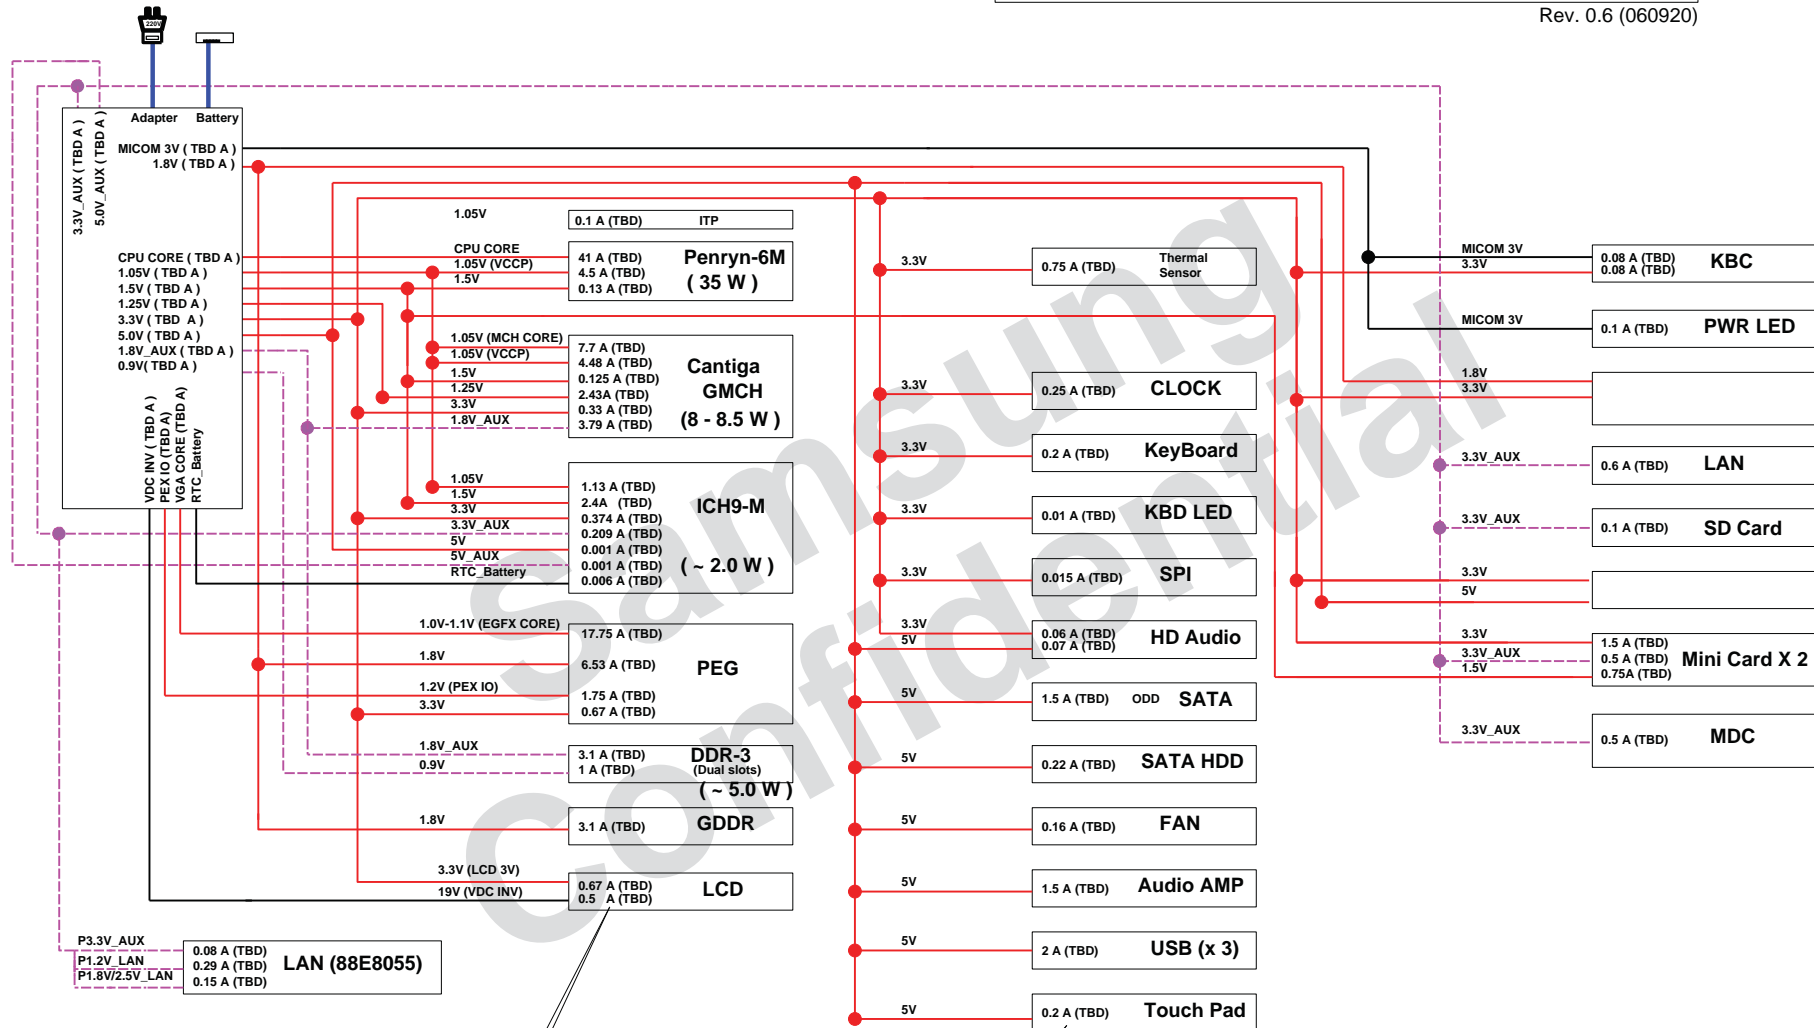 Rev. 0.6 (060920)
220V
Adapter
Battery
3.3V_AUX ( TBD A )
5.0V_AUX ( TBD A )
MICOM 3V ( TBD A )
1.8V ( TBD A )
CPU CORE ( TBD A )
1.05V ( TBD A )
1.5V ( TBD A )
1.25V ( TBD A )
3.3V ( TBD A )
5.0V ( TBD A )
1.8V_AUX ( TBD A )
0.9V( TBD A )
VDC INV ( TBD A )
PEX IO (TBD A)
VGA CORE (TBD A)
RTC_Battery
1.05V
0.1 A (TBD)
ITP
CPU CORE
1.05V (VCCP)
1.5V
41 A (TBD)
4.5 A (TBD)
0.13 A (TBD)
Penryn-6M
( 35 W )
1.05V (MCH CORE)
1.05V (VCCP)
1.5V
1.25V
3.3V
1.8V_AUX
7.7 A (TBD)
4.48 A (TBD)
0.125 A (TBD)
2.43A (TBD)
0.33 A (TBD)
3.79 A (TBD)
Cantiga
GMCH
(8 - 8.5 W )
1.05V
1.5V
3.3V
3.3V_AUX
5V
5V_AUX
RTC_Battery
1.13 A (TBD)
2.4A (TBD)
0.374 A (TBD)
0.209 A (TBD)
0.001 A (TBD)
0.001 A (TBD)
0.006 A (TBD)
ICH9-M
( ~ 2.0 W )
1.0V-1.1V (EGFX CORE)
1.8V
1.2V (PEX IO)
3.3V
17.75 A (TBD)
6.53 A (TBD)
1.75 A (TBD)
0.67 A (TBD)
PEG
1.8V_AUX
0.9V
3.1 A (TBD)
1 A (TBD)
DDR-3
(Dual slots)
( ~ 5.0 W )
1.8V
3.1 A (TBD)
GDDR
3.3V (LCD 3V)
19V (VDC INV)
0.67 A (TBD)
0.5 A (TBD)
LCD
P3.3V_AUX
P1.2V_LAN
P1.8V/2.5V_LAN
0.08 A (TBD)
0.29 A (TBD)
0.15 A (TBD)
LAN (88E8055)
3.3V
0.75 A (TBD)
Thermal
Sensor
3.3V
0.25 A (TBD)
CLOCK
3.3V
0.2 A (TBD)
KeyBoard
3.3V
0.01 A (TBD)
KBD LED
3.3V
0.015 A (TBD)
SPI
3.3V
5V
0.06 A (TBD)
0.07 A (TBD)
HD Audio
5V
1.5 A (TBD)
ODD SATA
5V
0.22 A (TBD)
SATA HDD
5V
0.16 A (TBD)
FAN
5V
1.5 A (TBD)
Audio AMP
5V
2 A (TBD)
USB (x 3)
5V
0.2 A (TBD)
Touch Pad
MICOM 3V
3.3V
0.08 A (TBD)
0.08 A (TBD)
KBC
MICOM 3V
0.1 A (TBD)
PWR LED
1.8V
3.3V
3.3V_AUX
0.6 A (TBD)
LAN
3.3V_AUX
0.1 A (TBD)
SD Card
3.3V
5V
3.3V
3.3V_AUX
1.5V
1.5 A (TBD)
0.5 A (TBD)
0.75A (TBD)
Mini Card X 2
3.3V_AUX
0.5 A (TBD)
MDC
Samsung
Confidential